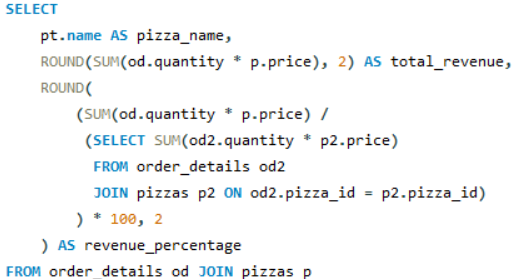 SELECT
    pt.name AS pizza_name,
    ROUND(SUM(od.quantity * p.price), 2) AS total_revenue,
    ROUND(
        (SUM(od.quantity * p.price) /
         (SELECT SUM(od2.quantity * p2.price)
          FROM order_details od2
          JOIN pizzas p2 ON od2.pizza_id = p2.pizza_id)
        ) * 100, 2
    ) AS revenue_percentage
FROM order_details od JOIN pizzas p